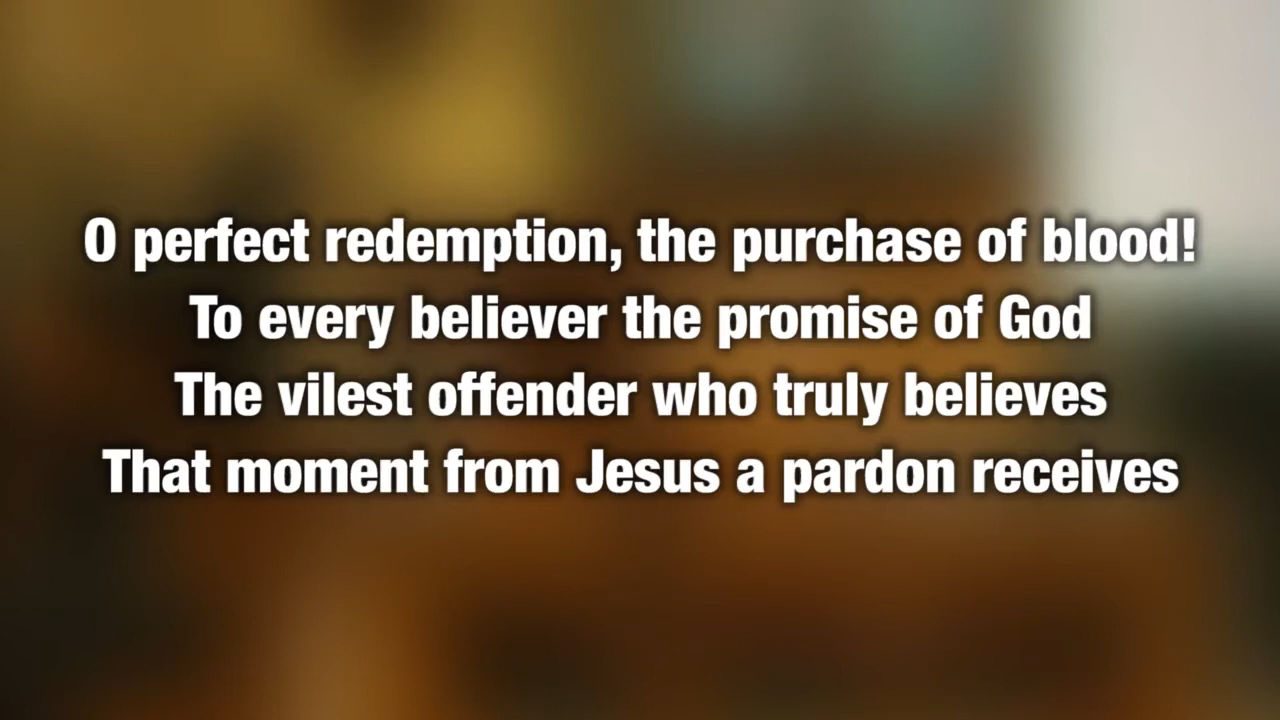 O perfect redemption, the purchase of blood!
To every believer the promise of God
The vilest offender who truly believes
That moment from Jesus a pardon receives